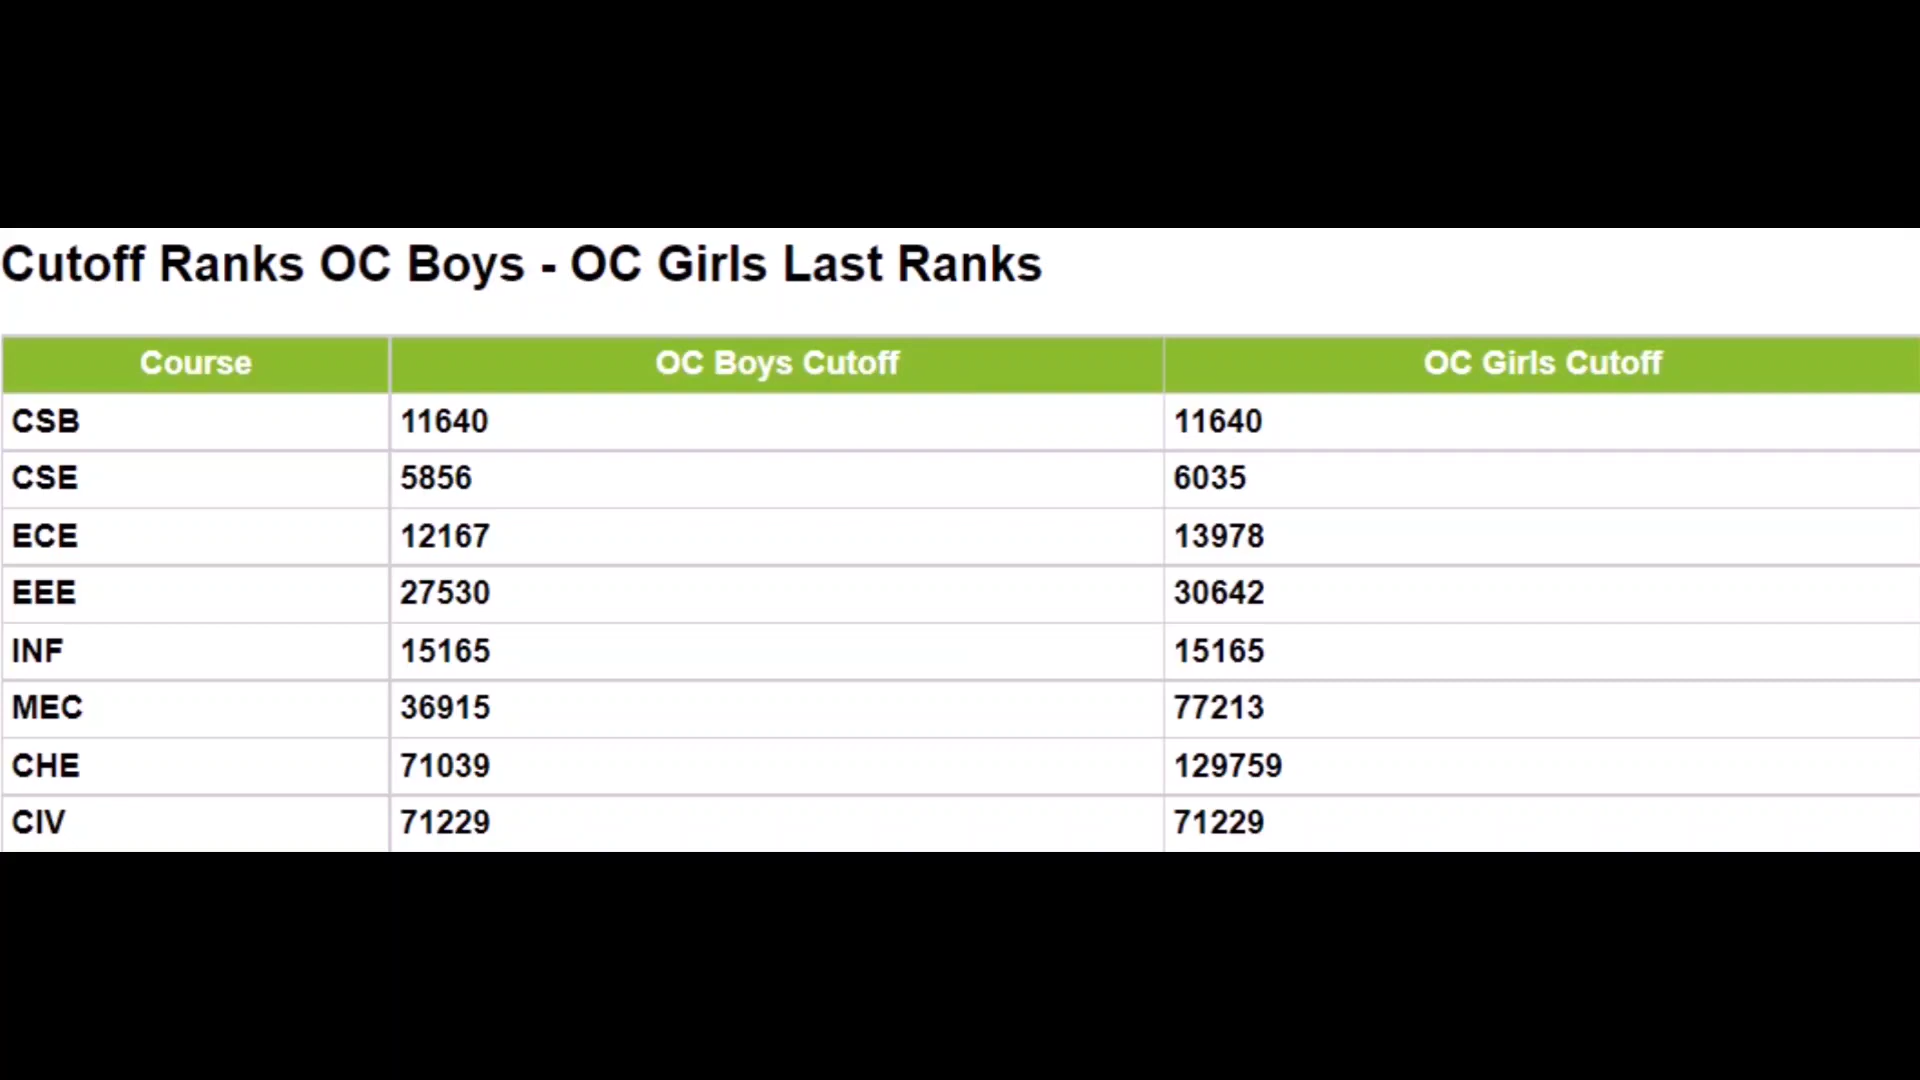 Cutoff Ranks OC Boys - OC Girls Last Ranks
Course OC Boys Cutoff OC Girls Cutoff
CSB 11640 11640
CSE 5856 6035
ECE 12167 13978
EEE 27530 30642
INF 15165 15165
MEC 36915 77213
CHE 71039 129759
CIV 71229 71229